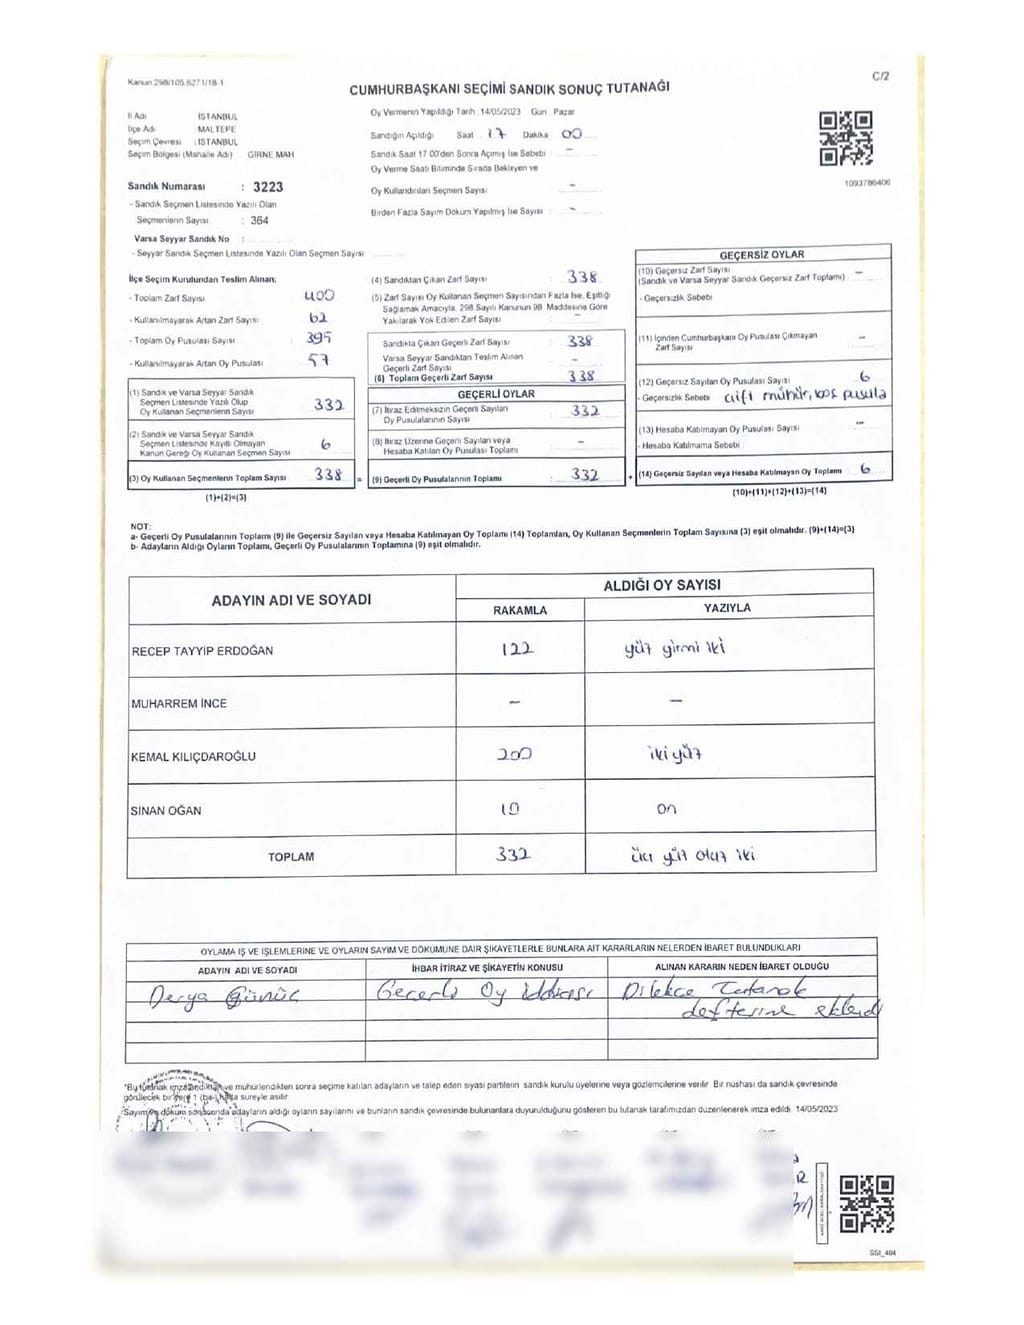 Kanun 298/105.6271/18-1
C/2
CUMHURBAŞKANI SEÇİMİ SANDIK SONUÇ TUTANAĞI
İl Adı : İSTANBUL
İlçe Adı MALTEPE
Seçim Çevresi : İSTANBUL
Seçim Bölgesi (Mahalle Adı) GİRNE MAH
Sandık Numarası : 3223
- Sandık Seçmen Listesinde Yazılı Olan
Seçmenlerin Sayısı : 364
Varsa Seyyar Sandık No :
- Seyyar Sandık Seçmen Listesinde Yazılı Olan Seçmen Sayısı:
Oy Vermenin Yapıldığı Tarih 14/05/2023 Gün Pazar
Sandığın Açıldığı Saat 17 Dakika 00
Sandık Saat 17 00'den Sonra Açımış İse Sebebi : -
Oy Verme Saati Bitiminde Sırada Bekleyen ve
Oy Kullandırılan Seçmen Sayısı : -
Birden Fazla Sayım Döküm Yapılmış İse Sayısı : -
1093786406
İlçe Seçim Kurulundan Teslim Alınan;
- Toplam Zarf Sayısı 400
- Kullanılmayarak Artan Zarf Sayısı : 62
- Toplam Oy Pusulası Sayısı : 395
- Kullanılmayarak Artan Oy Pusulası : 57
(1) Sandık ve Varsa Seyyar Sandık
Seçmen Listesinde Yazılı Olup
Oy Kullanan Seçmenlerin Sayısı 332
(2) Sandık ve Varsa Seyyar Sandık
Seçmen Listesinde Kayıtlı Olmayan
Kanun Gereği Oy Kullanan Seçmen Sayısı 6
(3) Oy Kullanan Seçmenlerin Toplam Sayısı 338 =
(1)+(2)=(3)
(4) Sandıktan Çıkan Zarf Sayısı : 338
(5) Zarf Sayısı Oy Kullanan Seçmen Sayısından Fazla İse, Eşitliği
Sağlamak Amacıyla, 298 Sayılı Kanunun 98 Maddesine Göre
Yakılarak Yok Edilen Zarf Sayısı : -
Sandıkta Çıkan Geçerli Zarf Sayısı : 338
Varsa Seyyar Sandıktan Teslim Alınan
Geçerli Zarf Sayısı -
(6) Toplam Geçerli Zarf Sayısı 338
GEÇERLİ OYLAR
(7) İtiraz Edilmeksizin Geçerli Sayılan
Oy Pusulalarının Sayısı 332
(8) İtiraz Üzerine Geçerli Sayılan veya
Hesaba Katılan Oy Pusulası Toplamı -
(9) Geçerli Oy Pusulalarının Toplamı 332 +
GEÇERSİZ OYLAR
(10) Geçersiz Zarf Sayısı
(Sandık ve Varsa Seyyar Sandık Geçersiz Zarf Toplamı) -
- Geçersizlik Sebebi
(11) İçinden Cumhurbaşkanı Oy Pusulası Çıkmayan
Zarf Sayısı -
(12) Geçersiz Sayılan Oy Pusulası Sayısı 6
- Geçersizlik Sebebi çift mühür, boş pusula
(13) Hesaba Katılmayan Oy Pusulası Sayısı -
- Hesaba Katılmama Sebebi
(14) Geçersiz Sayılan veya Hesaba Katılmayan Oy Toplamı 6
(10)+(11)+(12)+(13)=(14)
NOT:
a- Geçerli Oy Pusulalarının Toplamı (9) ile Geçersiz Sayılan veya Hesaba Katılmayan Oy Toplamı (14) Toplamları, Oy Kullanan Seçmenlerin Toplam Sayısına (3) eşit olmalıdır. (9)+(14)=(3)
b- Adayların Aldığı Oyların Toplamı, Geçerli Oy Pusulalarının Toplamına (9) eşit olmalıdır.
ADAYIN ADI VE SOYADI
ALDIĞI OY SAYISI
RAKAMLA YAZIYLA
RECEP TAYYİP ERDOĞAN 122 yüz yirmi iki
MUHARREM İNCE - -
KEMAL KILIÇDAROĞLU 200 iki yüz
SİNAN OĞAN 10 on
TOPLAM 332 üç yüz otuz iki
OYLAMA İŞ VE İŞLEMLERİNE VE OYLARIN SAYIM VE DÖKÜMÜNE DAİR ŞİKAYETLERLE BUNLARA AİT KARARLARIN NELERDEN İBARET BULUNDUKLARI
ADAYIN ADI VE SOYADI İHBAR İTİRAZ VE ŞİKAYETİN KONUSU ALINAN KARARIN NEDEN İBARET OLDUĞU
Derya Geçerli Oy iddiası Dilekçe Tutanak
defterine eklendi
"Bu tutanak imzalandıktan ve mühürlendikten sonra seçime katılan adayların ve talep eden siyasi partilerin sandık kurulu üyelerine veya gözlemcilerine verilir Bir nushası da sandık çevresinde
görülecek bir yere 1 (bir) hafta süreyle asılır
Sayım ve döküm sonrasında adayların aldığı oyların sayılarını ve bunların sandık çevresinde bulunanlara duyurulduğunu gösteren bu tutanak tarafımızdan düzenlenerek imza edildi 14/05/2023
SSI_404